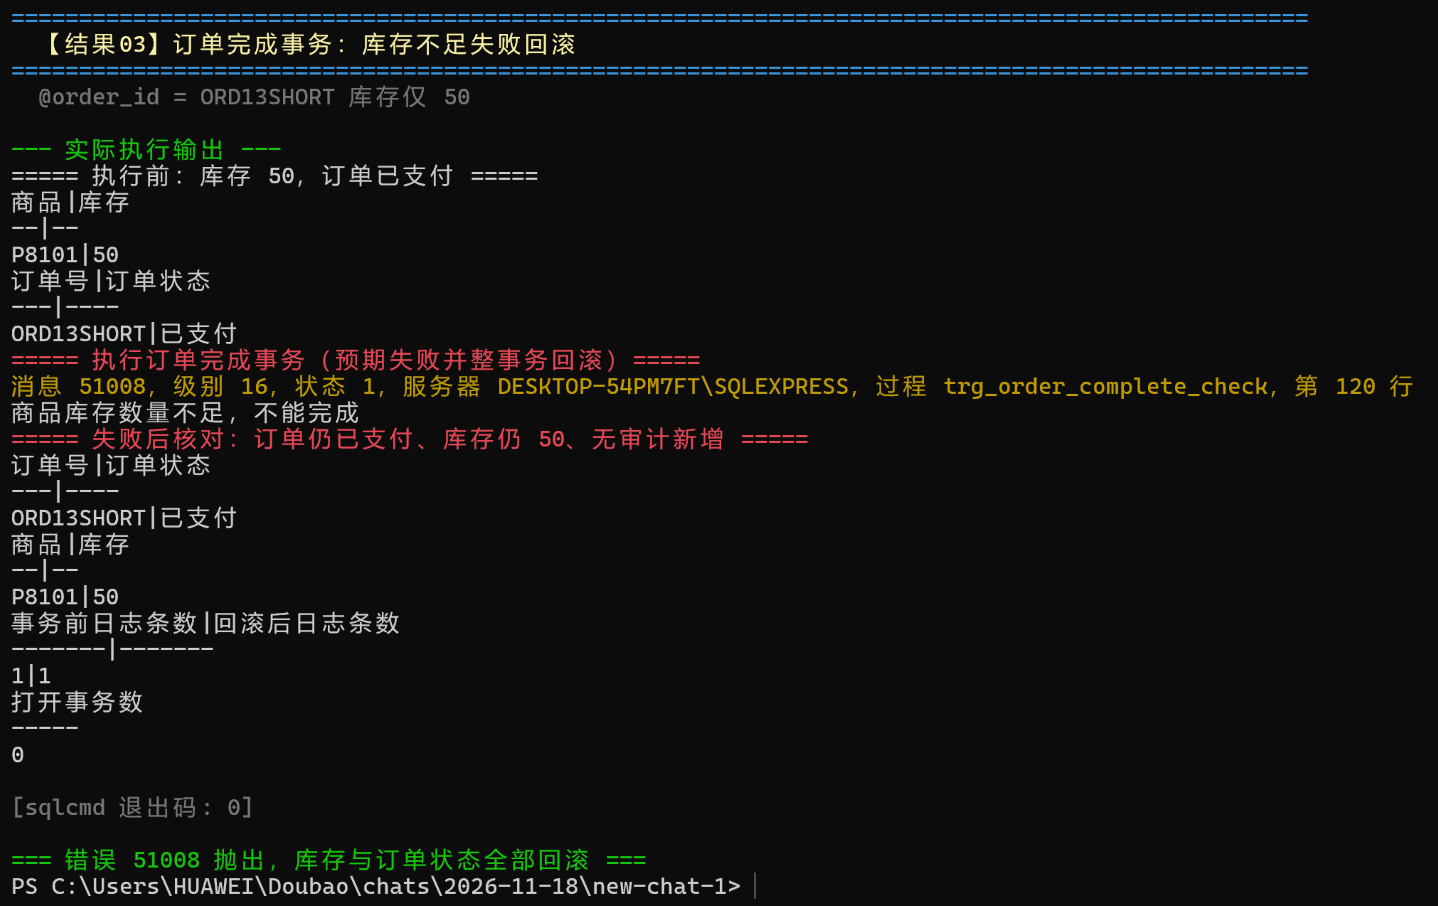 ================================================================================================
【结果03】订单完成事务：库存不足失败回滚
================================================================================================
@order_id = ORD13SHORT 库存仅 50
--- 实际执行输出 ---
===== 执行前：库存 50，订单已支付 =====
商品|库存
--|--
P8101|50
订单号|订单状态
---|----
ORD13SHORT|已支付
===== 执行订单完成事务（预期失败并整事务回滚）=====
消息 51008，级别 16，状态 1，服务器 DESKTOP-54PM7FT\SQLEXPRESS，过程 trg_order_complete_check，第 120 行
商品库存数量不足，不能完成
===== 失败后核对：订单仍已支付、库存仍 50、无审计新增 =====
订单号|订单状态
---|----
ORD13SHORT|已支付
商品|库存
--|--
P8101|50
事务前日志条数|回滚后日志条数
-------|-------
1|1
打开事务数
-----
0
[sqlcmd 退出码: 0]
=== 错误 51008 抛出，库存与订单状态全部回滚 ===
PS C:\Users\HUAWEI\Doubao\chats\2026-11-18\new-chat-1>